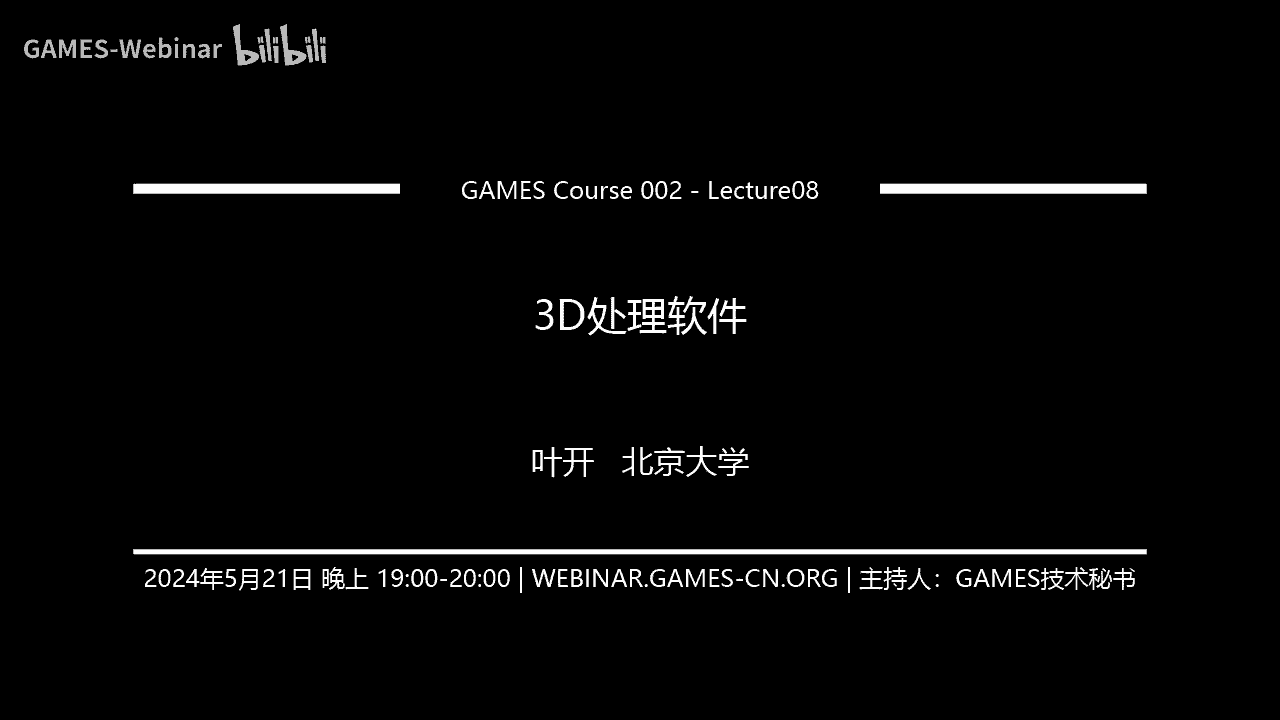 GAMES-Webinar bilibili
GAMES Course 002 - Lecture08
3D处理软件
叶开 北京大学
2024年5月21日 晚上 19:00-20:00 | WEBINAR.GAMES-CN.ORG | 主持人：GAMES技术秘书